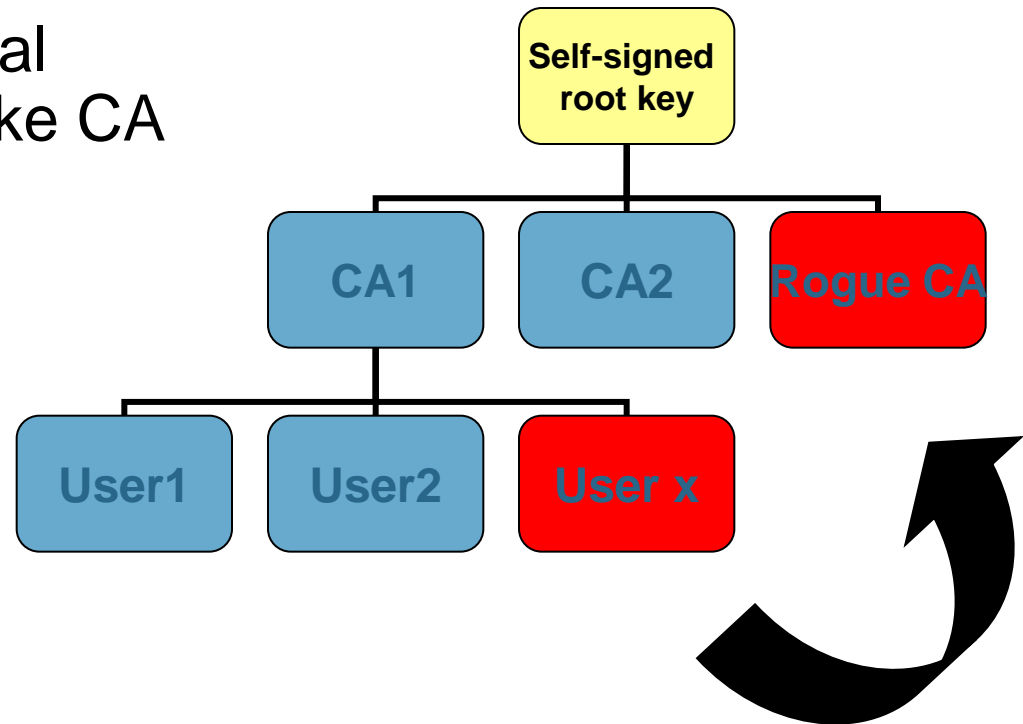 al
ke CA
Self-signed
root key
CA1
CA2
Rogue CA
User1
User2
User x